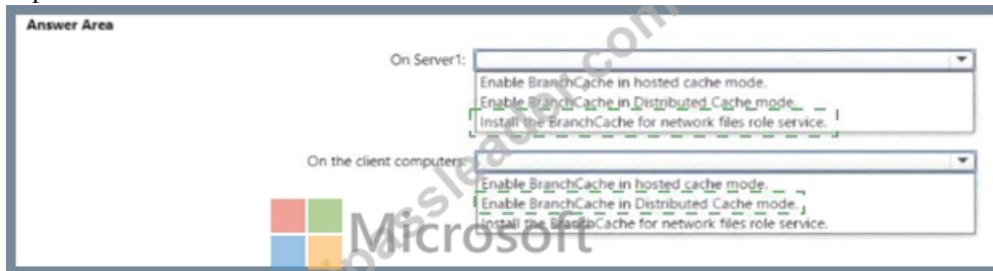 Answer Area
On Server1:
Enable BranchCache in hosted cache mode.
Enable BranchCache in Distributed Cache mode.
Install the BranchCache for network files role service.
On the client computers:
Enable BranchCache in hosted cache mode.
Enable BranchCache in Distributed Cache mode.
Install the BranchCache for network files role service.
Microsoft
passleader.com